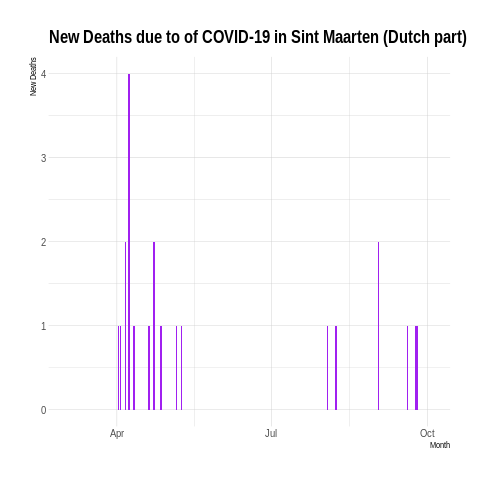 New Deaths due to of COVID-19 in Sint Maarten (Dutch part)
New Deaths
4
3
2
1
0
Apr
Jul
Oct
Month